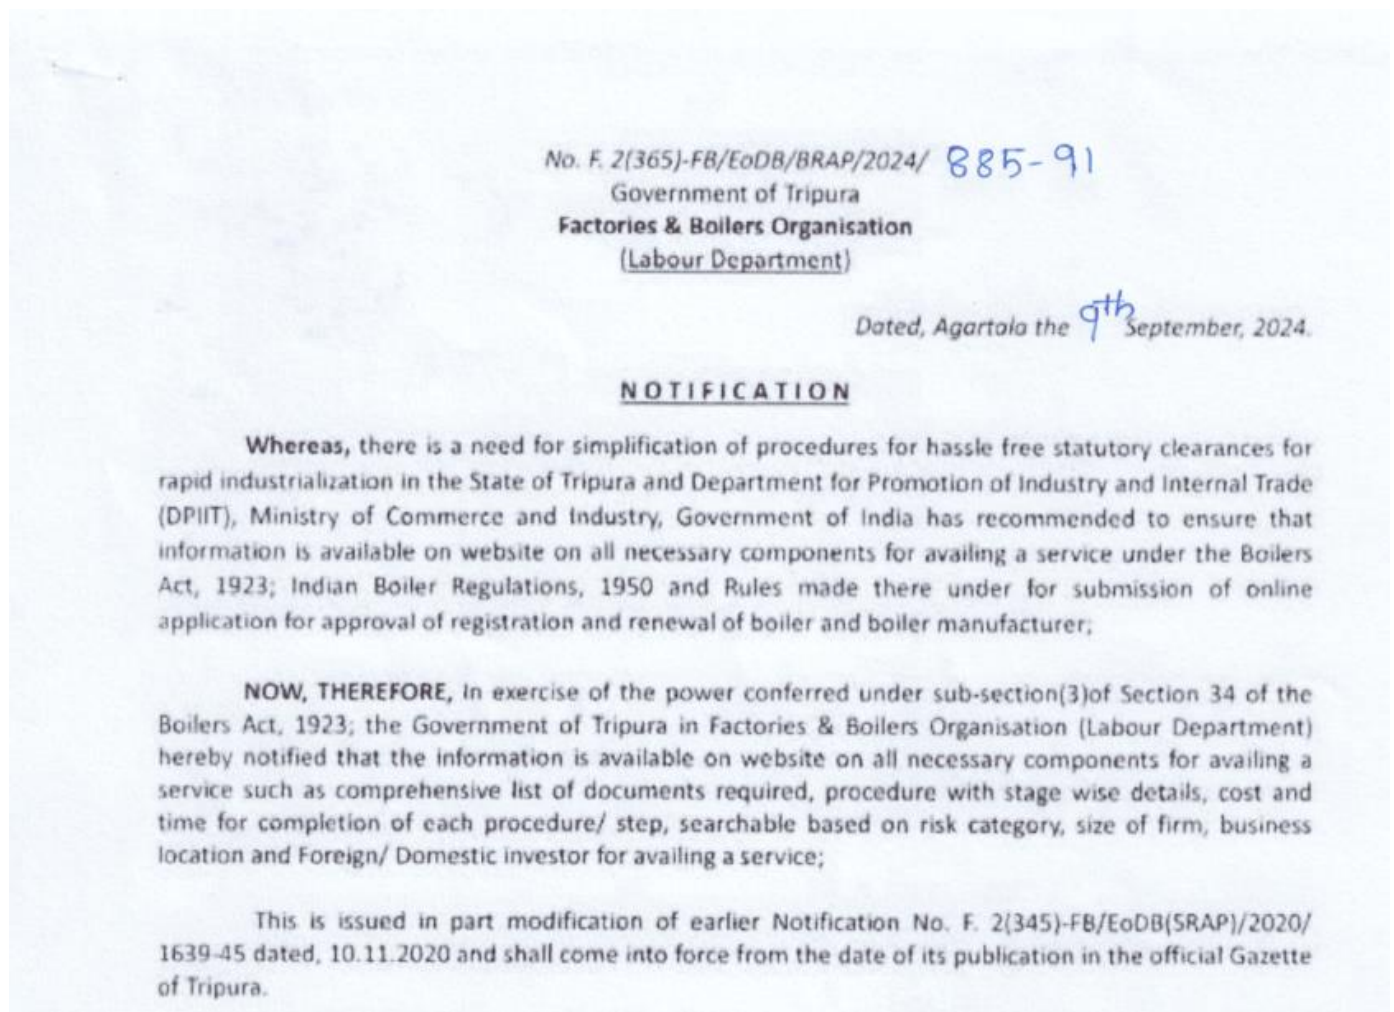 No. F. 2(365)-FB/EoDB/BRAP/2024/ 885-91
Government of Tripura
Factories & Boilers Organisation
(Labour Department)
Dated, Agartala the 9th September, 2024.
NOTIFICATION
Whereas, there is a need for simplification of procedures for hassle free statutory clearances for
rapid industrialization in the State of Tripura and Department for Promotion of Industry and Internal Trade
(DPIIT), Ministry of Commerce and Industry, Government of India has recommended to ensure that
information is available on website on all necessary components for availing a service under the Boilers
Act, 1923; Indian Boiler Regulations, 1950 and Rules made there under for submission of online
application for approval of registration and renewal of boiler and boiler manufacturer;
NOW, THEREFORE, in exercise of the power conferred under sub-section(3)of Section 34 of the
Boilers Act, 1923; the Government of Tripura in Factories & Boilers Organisation (Labour Department)
hereby notified that the information is available on website on all necessary components for availing a
service such as comprehensive list of documents required, procedure with stage wise details, cost and
time for completion of each procedure/ step, searchable based on risk category, size of firm, business
location and Foreign/ Domestic investor for availing a service;
This is issued in part modification of earlier Notification No. F. 2(345)-FB/EoDB(SRAP)/2020/
1639-45 dated, 10.11.2020 and shall come into force from the date of its publication in the official Gazette
of Tripura.